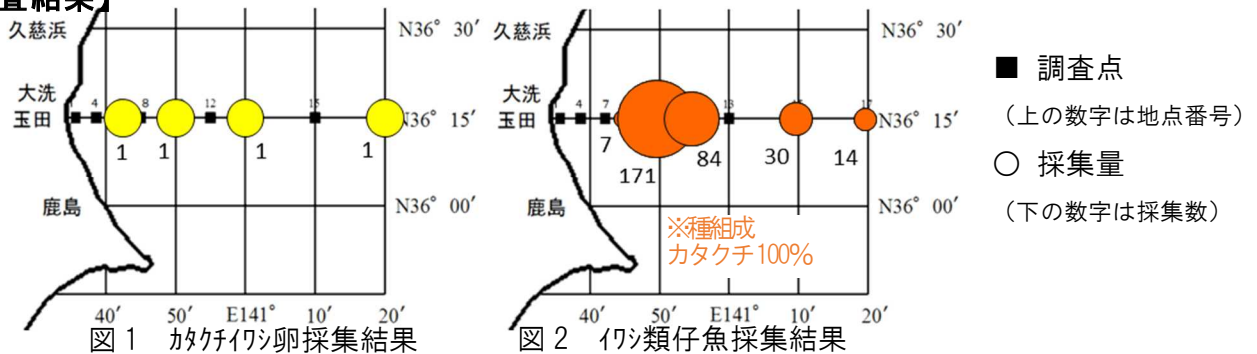 査結果】
久慈浜
N36° 30′
大洗
玉田
4
8
12
15
N36° 15′
1
1
1
1
鹿島
N36° 00′
40′
50′
E141°
10′
20′
図1 ｶﾀｸﾁｲﾜｼ卵採集結果
久慈浜
N36° 30′
大洗
玉田
4
7
13
15
17
N36° 15′
7
171
84
30
14
鹿島
N36° 00′
※種組成
カタクチ100%
40′
50′
E141°
10′
20′
図2 ｲﾜｼ類仔魚採集結果
■ 調査点
（上の数字は地点番号）
○ 採集量
（下の数字は採集数）